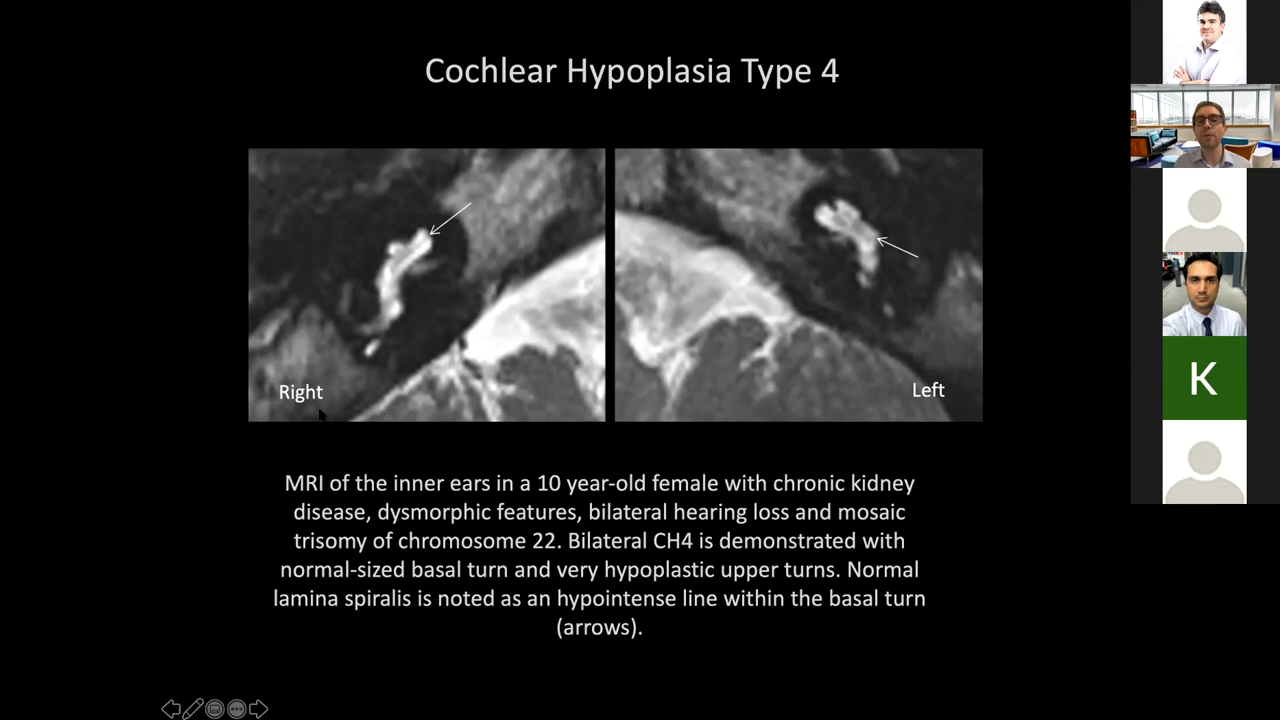 Cochlear Hypoplasia Type 4
Right
Left
MRI of the inner ears in a 10 year-old female with chronic kidney
disease, dysmorphic features, bilateral hearing loss and mosaic
trisomy of chromosome 22. Bilateral CH4 is demonstrated with
normal-sized basal turn and very hypoplastic upper turns. Normal
lamina spiralis is noted as an hypointense line within the basal turn
(arrows).
K